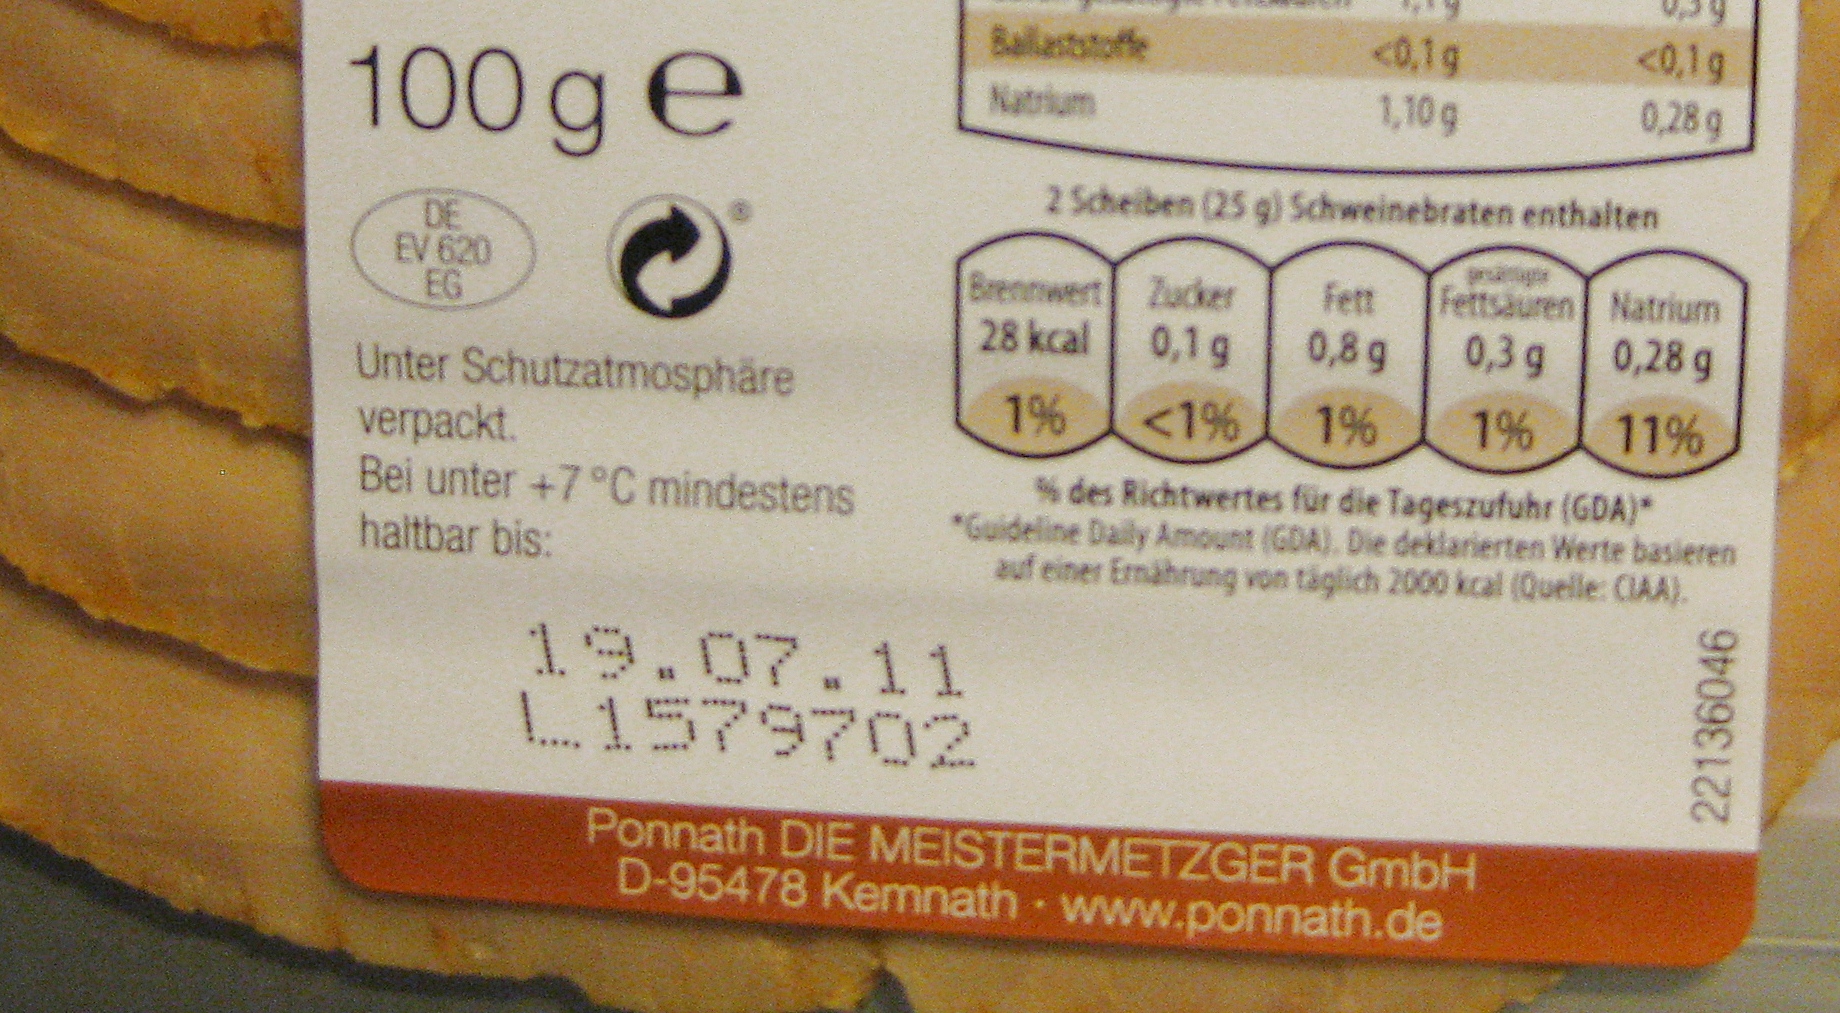 100 g e
DE
EV 620
EG
®
Unter Schutzatmosphäre
verpackt.
Bei unter +7 °C mindestens
haltbar bis:
19.07.11
L1579702
Ballaststoffe <0,1 g <0,1 g
Natrium 1,10 g 0,28 g
2 Scheiben (25 g) Schweinebraten enthalten
Brennwert
28 kcal
1%
Zucker
0,1 g
<1%
Fett
0,8 g
1%
gesättigte
Fettsäuren
0,3 g
1%
Natrium
0,28 g
11%
% des Richtwertes für die Tageszufuhr (GDA)*
*Guideline Daily Amount (GDA). Die deklarierten Werte basieren
auf einer Ernährung von täglich 2000 kcal (Quelle: CIAA).
22136046
Ponnath DIE MEISTERMETZGER GmbH
D-95478 Kemnath · www.ponnath.de